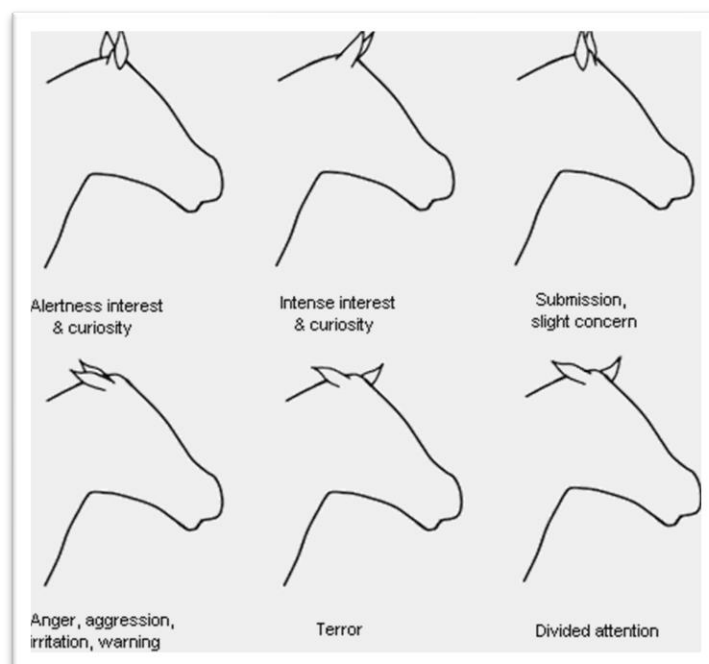 Alertness interest
& curiosity
Intense interest
& curiosity
Submission,
slight concern
Anger, aggression,
irritation, warning
Terror
Divided attention